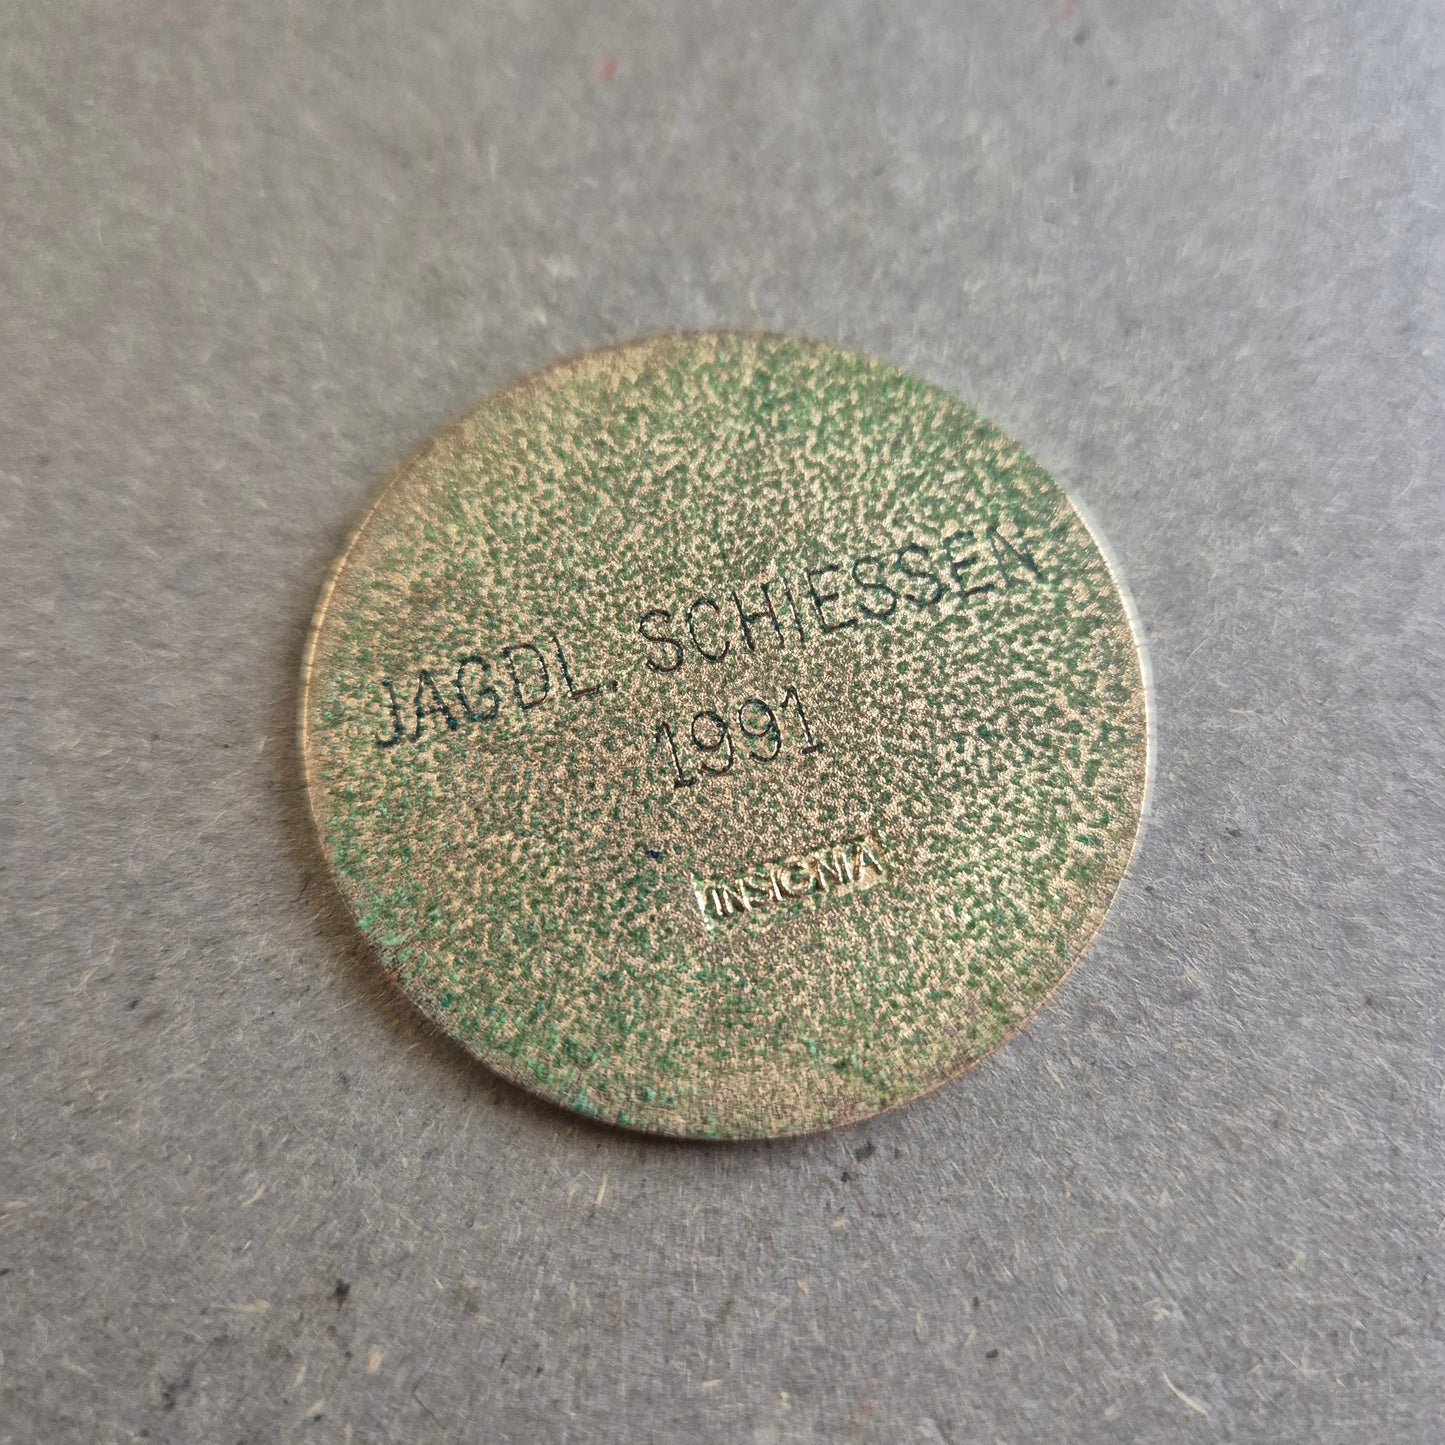 JAGDL. SCHIESSEN
1991
INSIGNIA